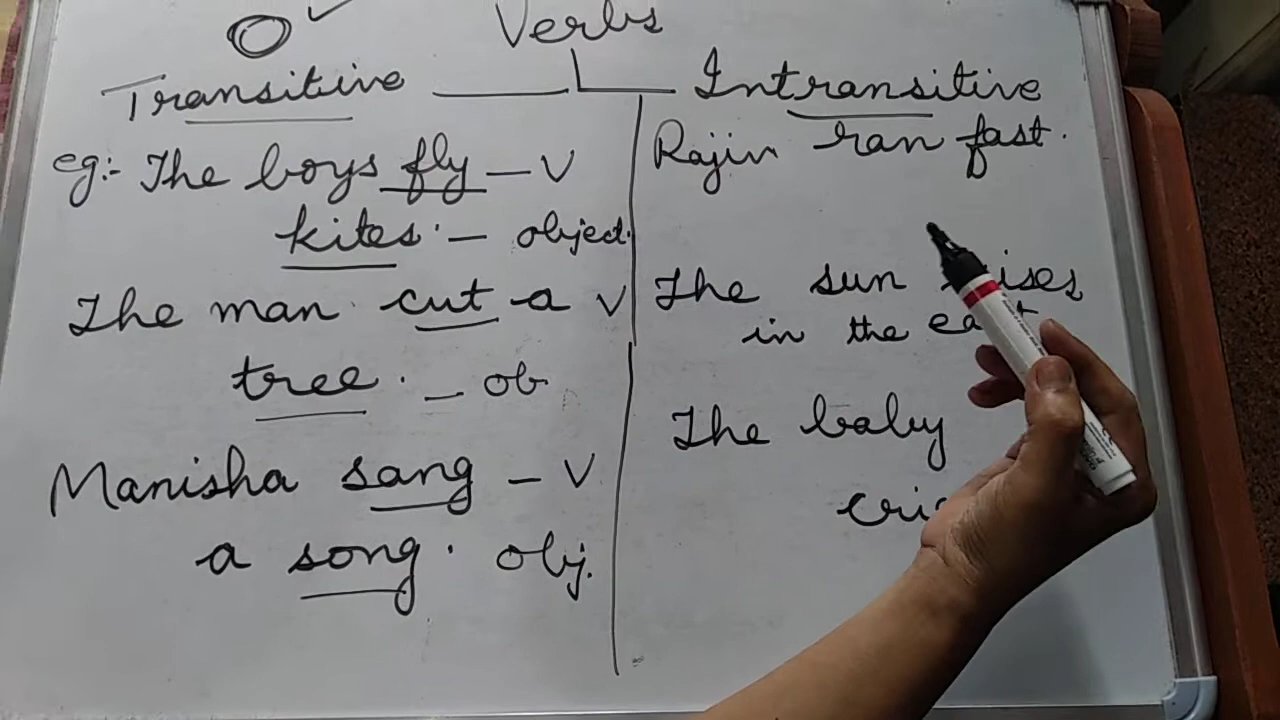 O ✓
Verbs
Transitive
Intransitive
eg:- The boys fly - V
kites. - object.
The man cut a V
tree. - ob
Manisha sang - V
a song. obj.
Rajin ran fast.
The sun
in the
The baby